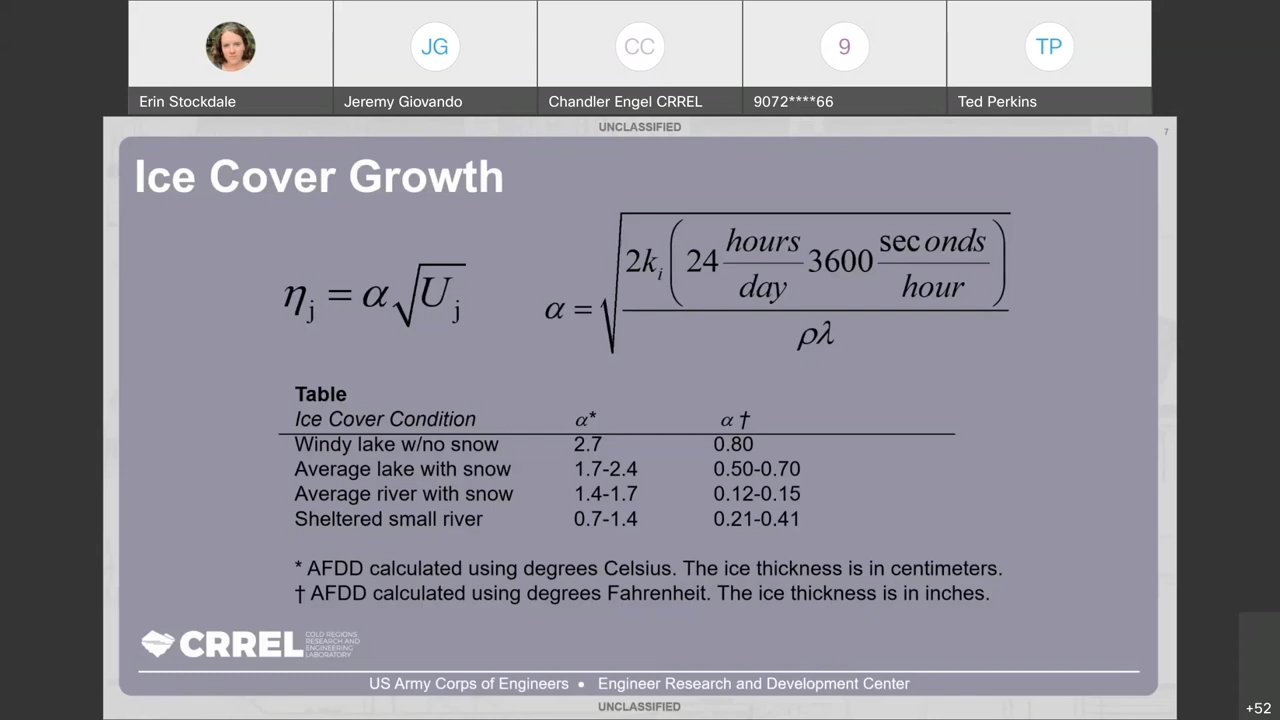 JG
CC
9
TP
Erin Stockdale
Jeremy Giovando
Chandler Engel CRREL
9072****66
Ted Perkins
UNCLASSIFIED
7
Ice Cover Growth
η_j = α√U_j
α = √(2k_i (24 hours/day 3600 seconds/hour) / ρλ)
Table
Ice Cover Condition α* α †
Windy lake w/no snow 2.7 0.80
Average lake with snow 1.7-2.4 0.50-0.70
Average river with snow 1.4-1.7 0.12-0.15
Sheltered small river 0.7-1.4 0.21-0.41
* AFDD calculated using degrees Celsius. The ice thickness is in centimeters.
† AFDD calculated using degrees Fahrenheit. The ice thickness is in inches.
CRREL
COLD REGIONS
RESEARCH AND
ENGINEERING
LABORATORY
US Army Corps of Engineers • Engineer Research and Development Center
UNCLASSIFIED
+52